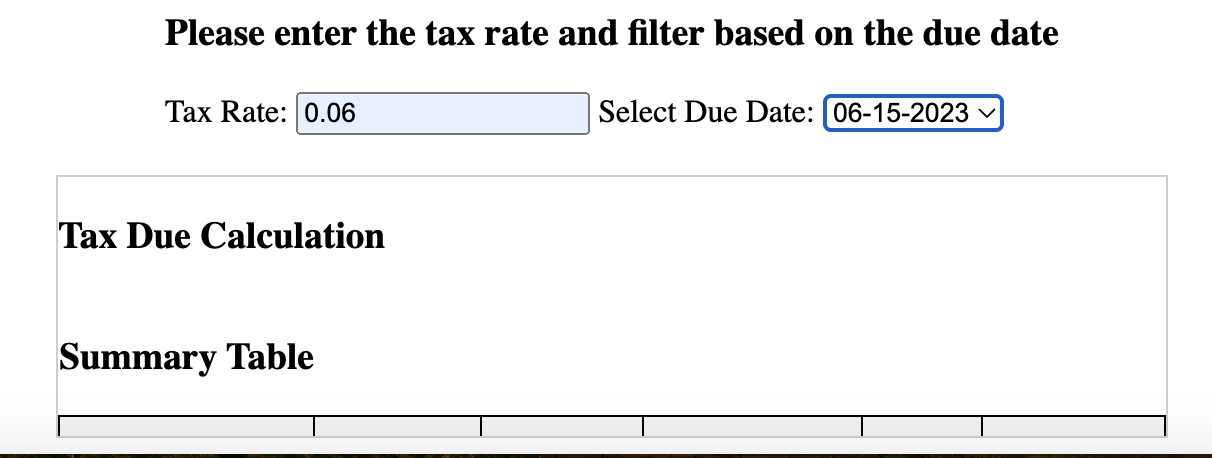 Please enter the tax rate and filter based on the due date
Tax Rate: 0.06 Select Due Date: 06-15-2023
Tax Due Calculation
Summary Table